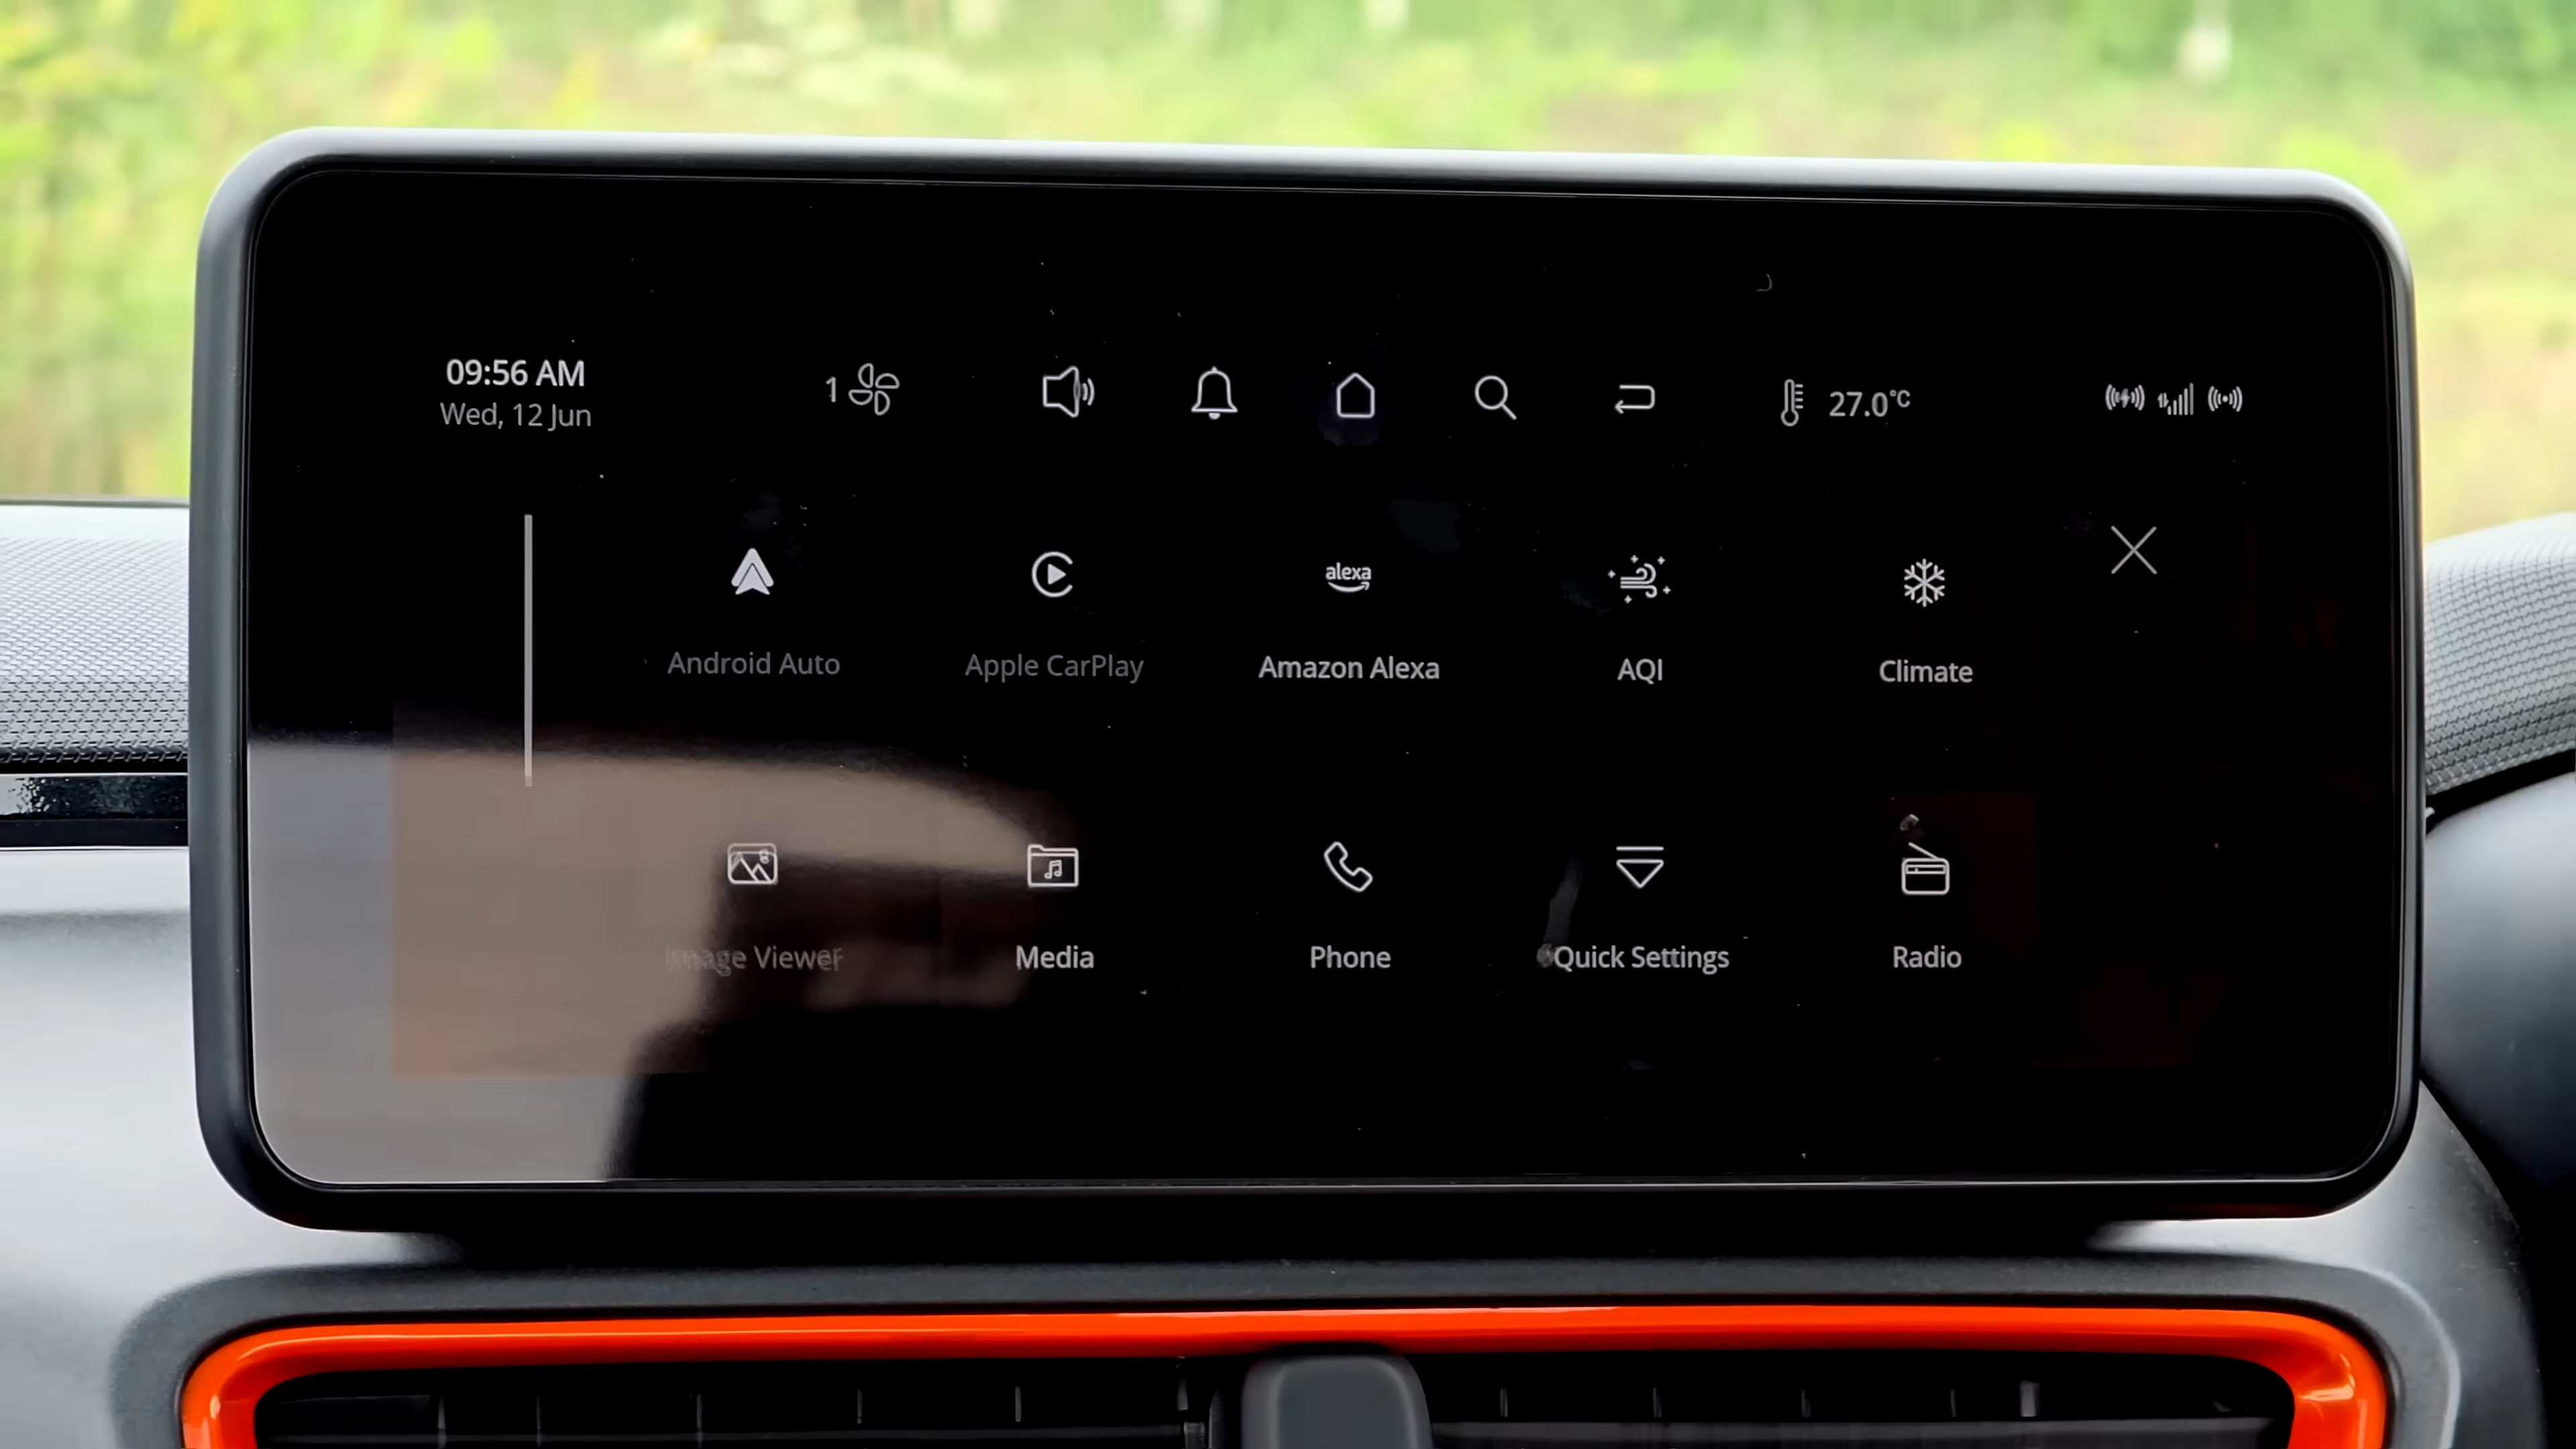 09:56 AM
Wed, 12 Jun
1
27.0°C
alexa
Android Auto
Apple CarPlay
Amazon Alexa
AQI
Climate
Image Viewer
Media
Phone
Quick Settings
Radio